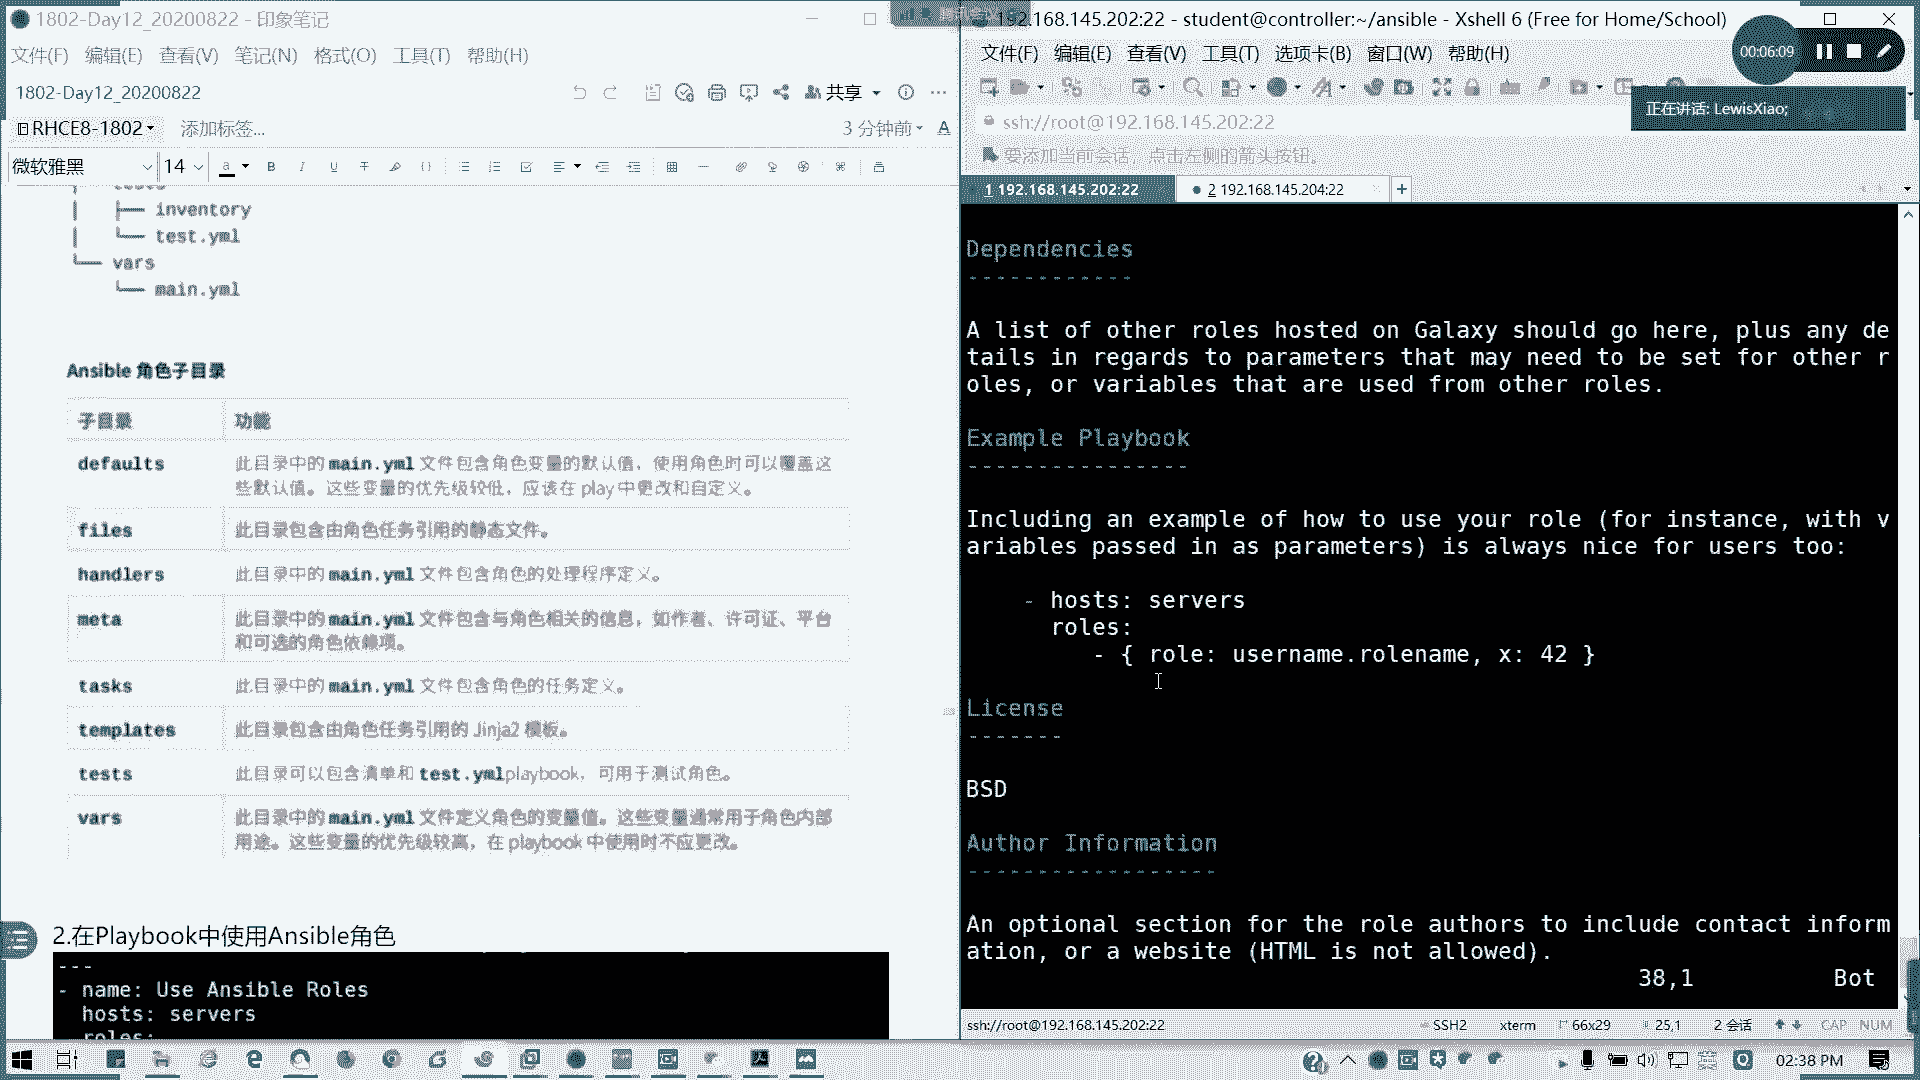 1802-Day12_20200822 - 印象笔记
文件(F) 编辑(E) 查看(V) 笔记(N) 格式(O) 工具(T) 帮助(H)
1802-Day12_20200822
共享
RHCE8-1802 添加标签...
3 分钟前
微软雅黑 14
tests
│   ├── inventory
│   └── test.yml
└── vars
    └── main.yml
Ansible 角色子目录
子目录 功能
defaults 此目录中的 main.yml 文件包含角色变量的默认值，使用角色时可以覆盖这
些默认值。这些变量的优先级较低，应该在 play 中更改和自定义。
files 此目录包含由角色任务引用的静态文件。
handlers 此目录中的 main.yml 文件包含角色的处理程序定义。
meta 此目录中的 main.yml 文件包含与角色相关的信息，如作者、许可证、平台
和可选的角色依赖项。
tasks 此目录中的 main.yml 文件包含角色的任务定义。
templates 此目录包含由角色任务引用的 Jinja2 模板。
tests 此目录可以包含清单和 test.ymlplaybook，可用于测试角色。
vars 此目录中的 main.yml 文件定义角色的变量值。这些变量通常用于角色内部
用途。这些变量的优先级较高，在 playbook 中使用时不应更改。
2.在Playbook中使用Ansible角色
---
- name: Use Ansible Roles
  hosts: servers
  roles:
192.168.145.202:22 - student@controller:~/ansible - Xshell 6 (Free for Home/School)
文件(F) 编辑(E) 查看(V) 工具(T) 选项卡(B) 窗口(W) 帮助(H)
00:06:09
正在讲话: LewisXiao;
ssh://root@192.168.145.202:22
要添加当前会话，点击左侧的箭头按钮。
1 192.168.145.202:22 2 192.168.145.204:22 +
Dependencies
------------
A list of other roles hosted on Galaxy should go here, plus any de
tails in regards to parameters that may need to be set for other r
oles, or variables that are used from other roles.
Example Playbook
----------------
Including an example of how to use your role (for instance, with v
ariables passed in as parameters) is always nice for users too:
    - hosts: servers
      roles:
         - { role: username.rolename, x: 42 }
License
-------
BSD
Author Information
------------------
An optional section for the role authors to include contact inform
ation, or a website (HTML is not allowed).
38,1 Bot
ssh://root@192.168.145.202:22 SSH2 xterm 66x29 25,1 2 会话 CAP NUM
02:38 PM